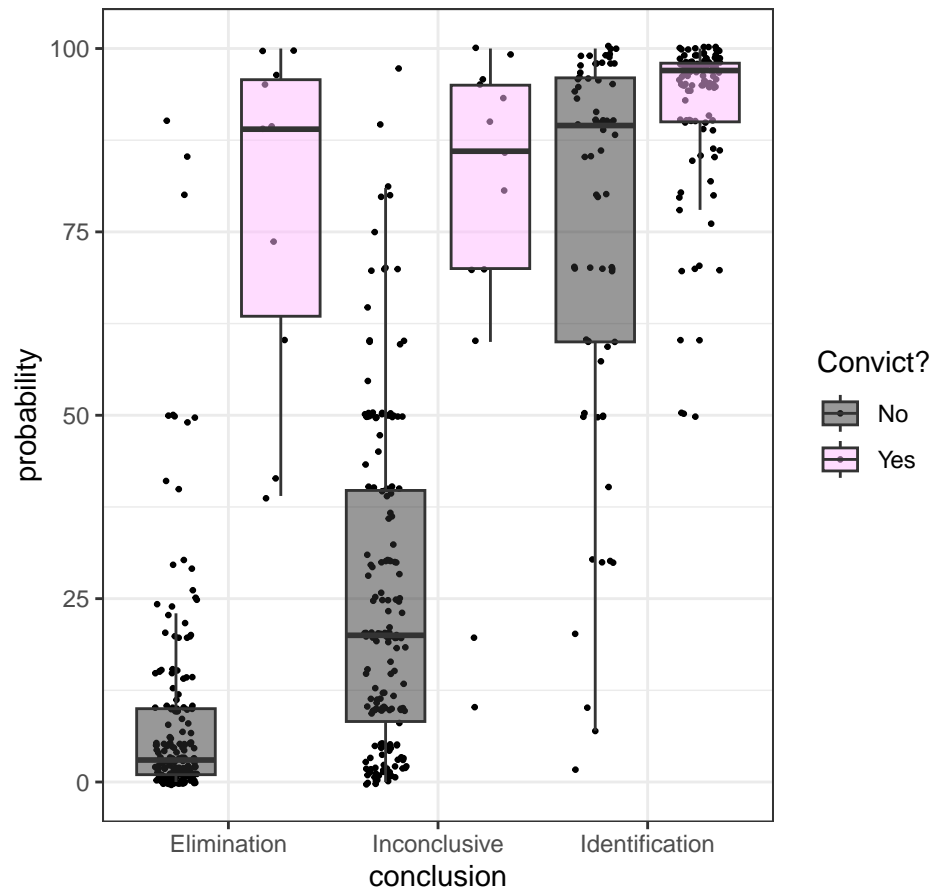 100
75
50
25
0
probability
Elimination
Inconclusive
Identification
conclusion
Convict?
No
Yes